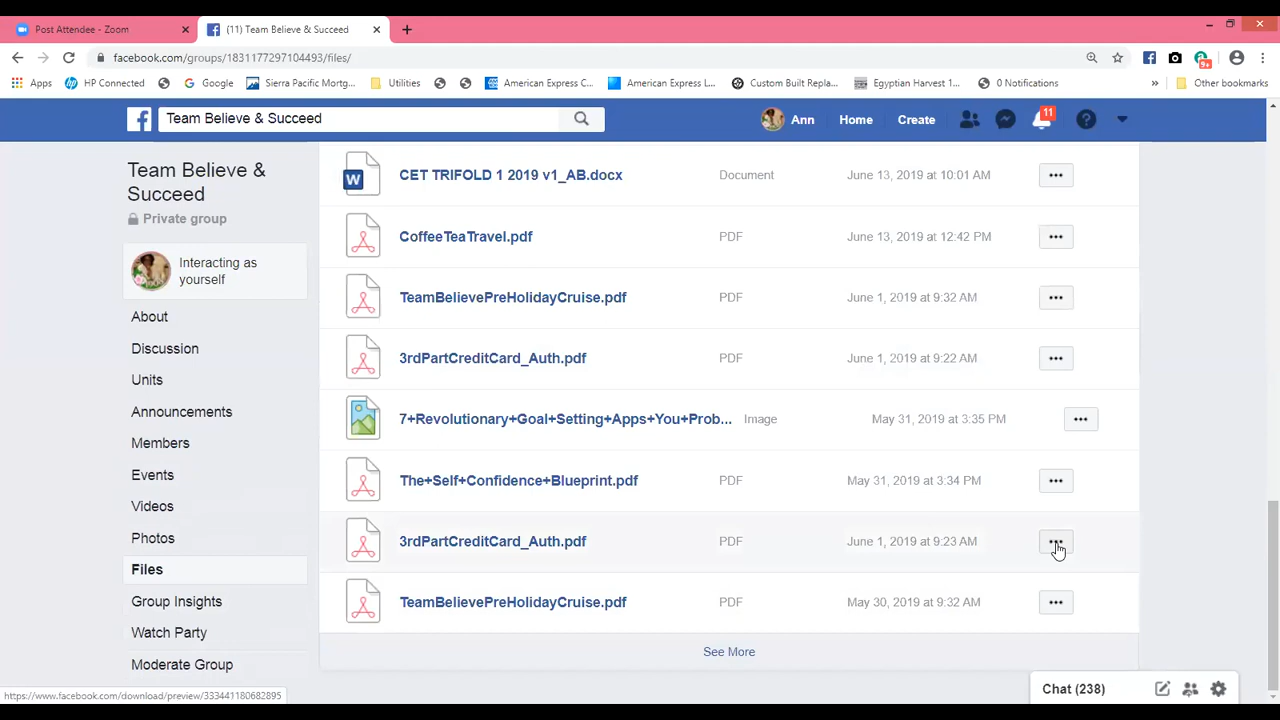 Post Attendee - Zoom
(11) Team Believe & Succeed
facebook.com/groups/1831177297104493/files/
9+
Apps
HP Connected
Google
Sierra Pacific Mortg...
Utilities
American Express C...
American Express L...
Custom Built Repla...
Egyptian Harvest 1...
0 Notifications
»
Other bookmarks
Team Believe & Succeed
Ann
Home
Create
11
Team Believe &
Succeed
Private group
Interacting as
yourself
About
Discussion
Units
Announcements
Members
Events
Videos
Photos
Files
Group Insights
Watch Party
Moderate Group
CET TRIFOLD 1 2019 v1_AB.docx Document June 13, 2019 at 10:01 AM
CoffeeTeaTravel.pdf PDF June 13, 2019 at 12:42 PM
TeamBelievePreHolidayCruise.pdf PDF June 1, 2019 at 9:32 AM
3rdPartCreditCard_Auth.pdf PDF June 1, 2019 at 9:22 AM
7+Revolutionary+Goal+Setting+Apps+You+Prob... Image May 31, 2019 at 3:35 PM
The+Self+Confidence+Blueprint.pdf PDF May 31, 2019 at 3:34 PM
3rdPartCreditCard_Auth.pdf PDF June 1, 2019 at 9:23 AM
TeamBelievePreHolidayCruise.pdf PDF May 30, 2019 at 9:32 AM
See More
https://www.facebook.com/download/preview/333441180682895
Chat (238)